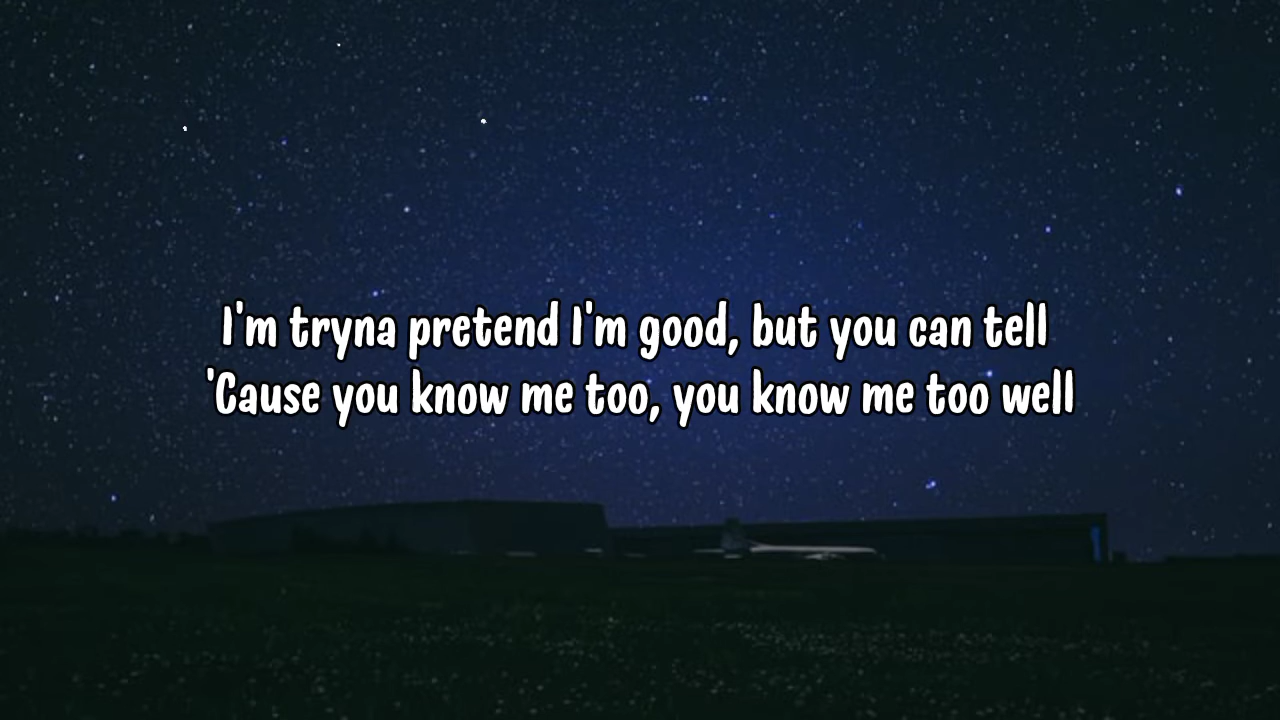 I'm tryna pretend I'm good, but you can tell
'Cause you know me too, you know me too well